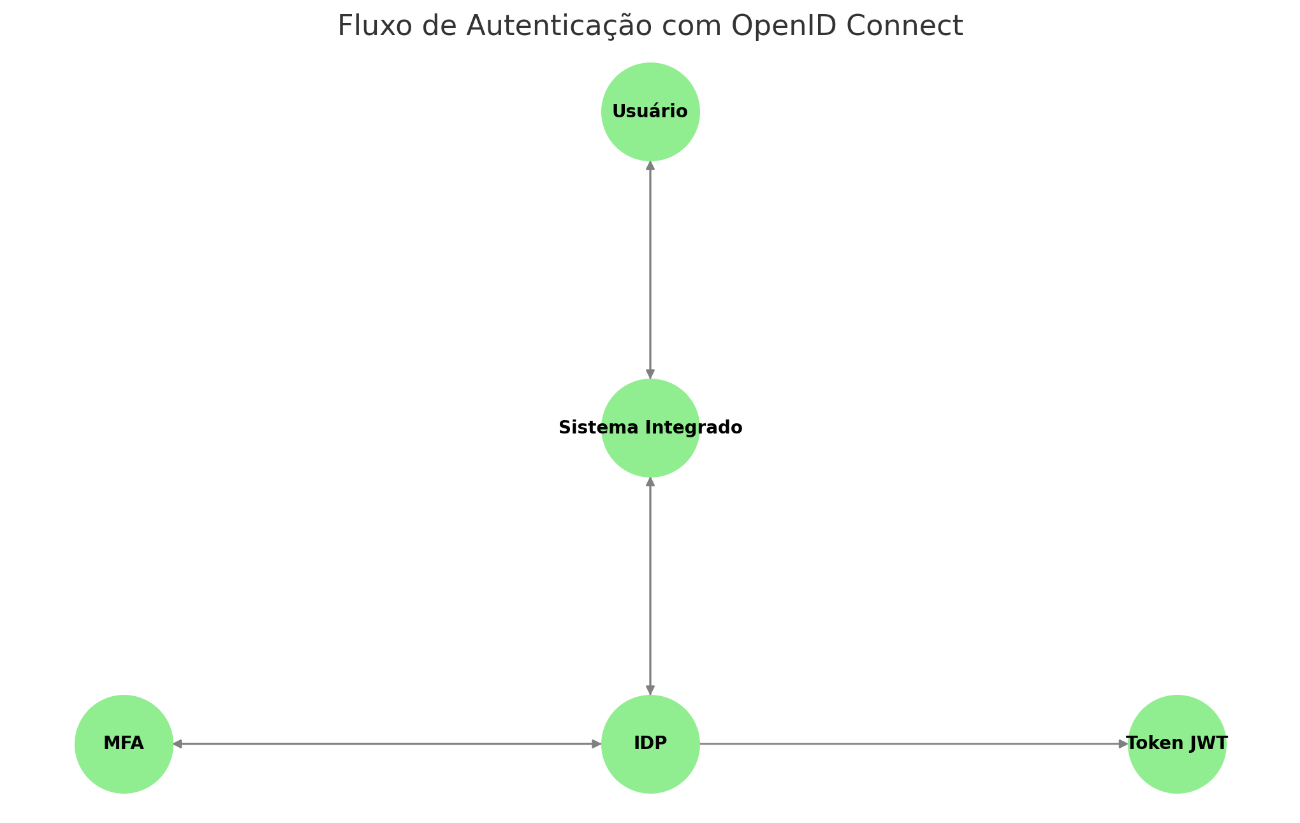 Fluxo de Autenticação com OpenID Connect
Usuário
Sistema Integrado
MFA
IDP
Token JWT